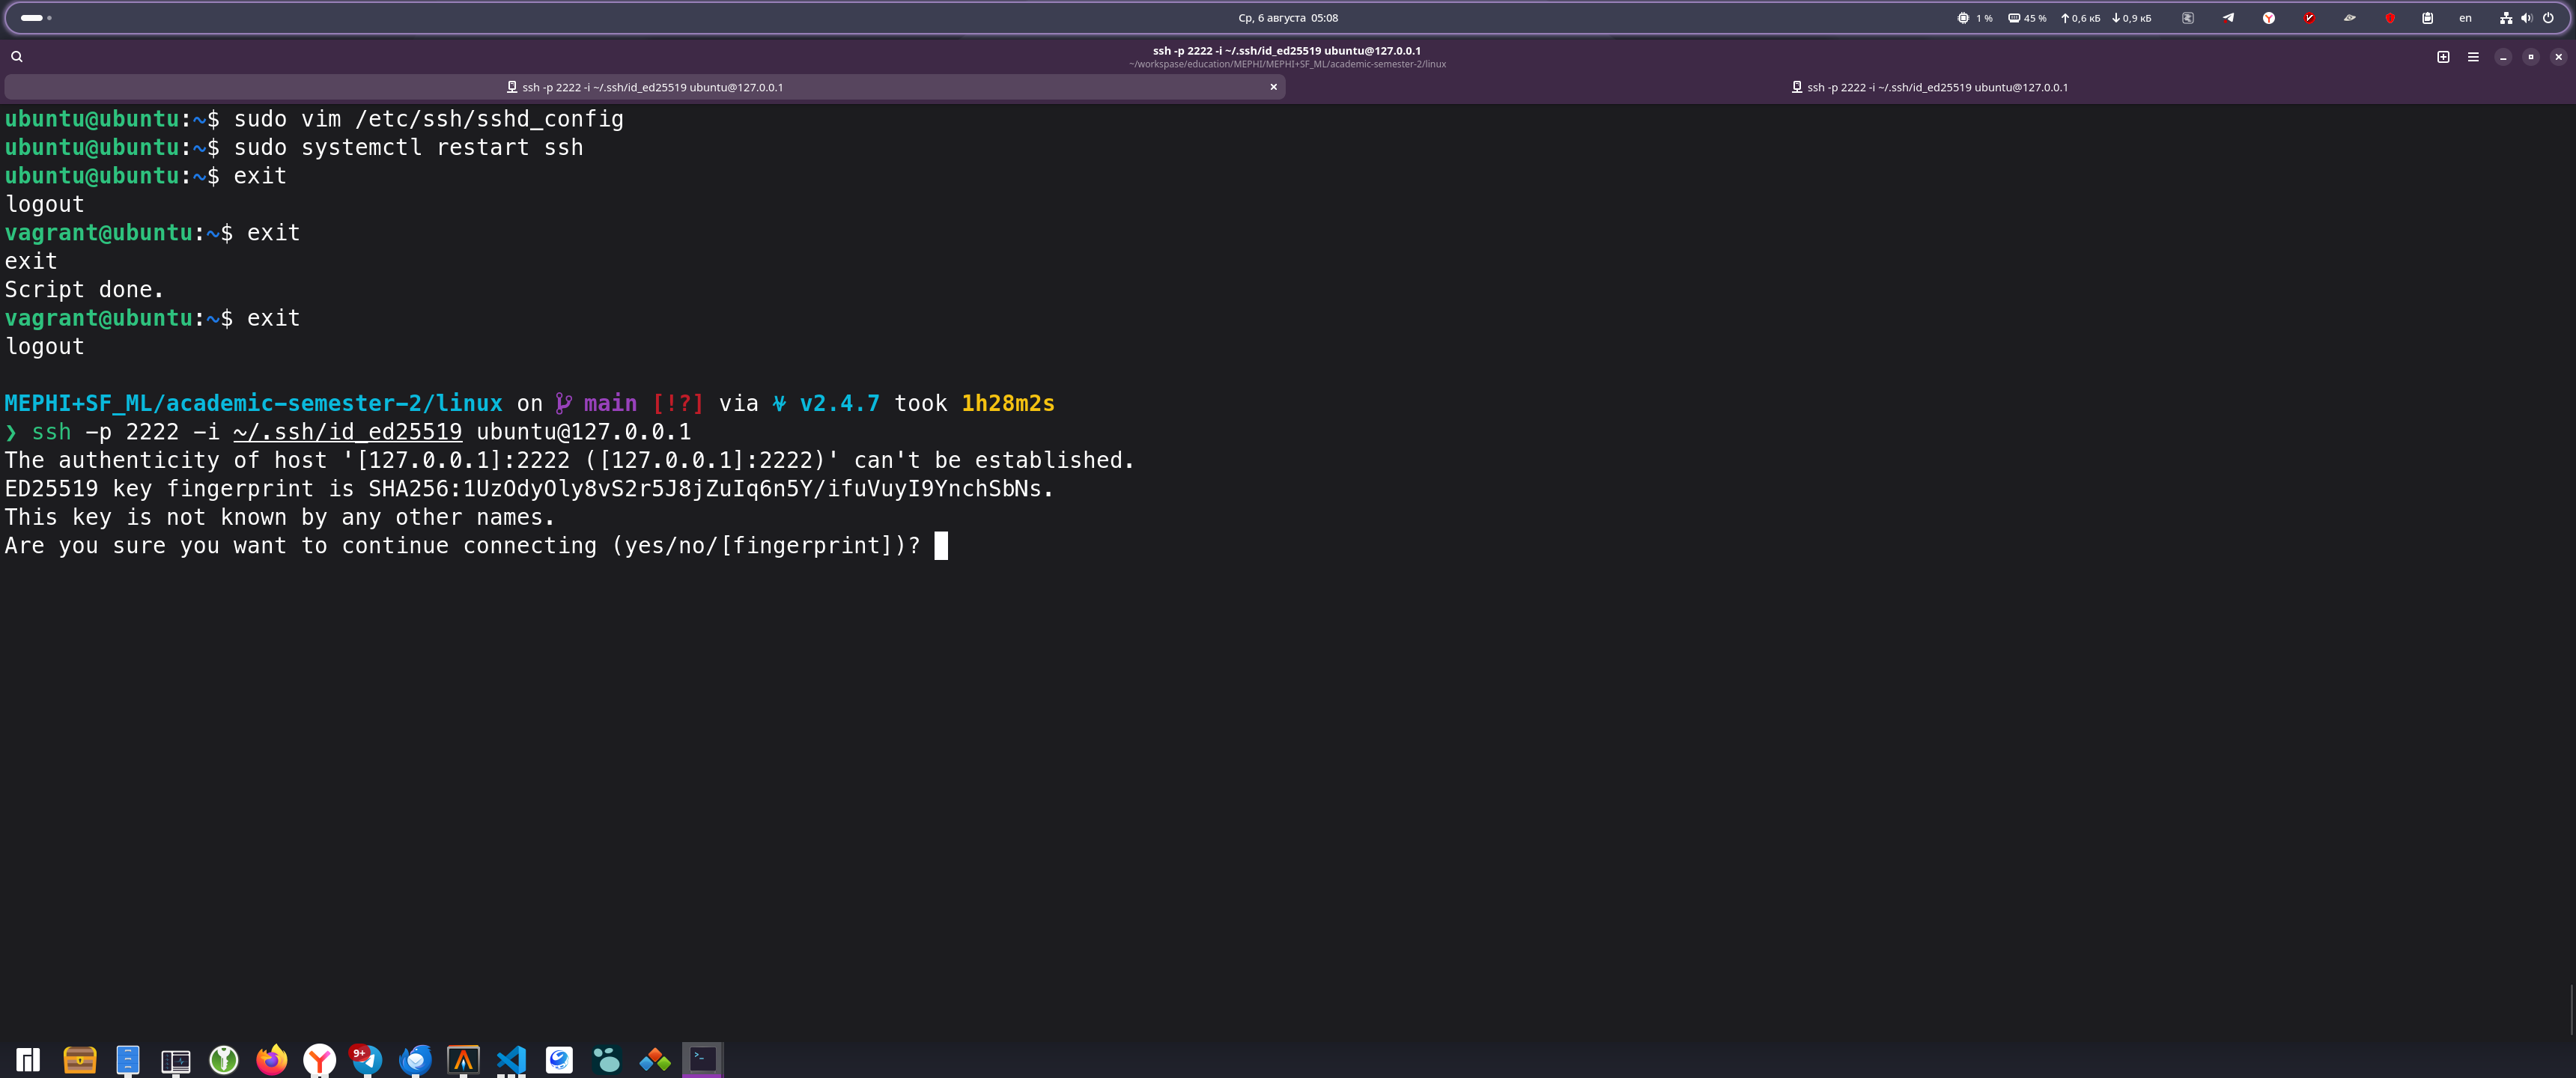 Ср, 6 августа 05:08
1 % 45 % 0,6 кБ 0,9 кБ en
ssh -p 2222 -i ~/.ssh/id_ed25519 ubuntu@127.0.0.1
~/workspase/education/MEPHI/MEPHI+SF_ML/academic-semester-2/linux
ssh -p 2222 -i ~/.ssh/id_ed25519 ubuntu@127.0.0.1
ssh -p 2222 -i ~/.ssh/id_ed25519 ubuntu@127.0.0.1
ubuntu@ubuntu:~$ sudo vim /etc/ssh/sshd_config
ubuntu@ubuntu:~$ sudo systemctl restart ssh
ubuntu@ubuntu:~$ exit
logout
vagrant@ubuntu:~$ exit
exit
Script done.
vagrant@ubuntu:~$ exit
logout
MEPHI+SF_ML/academic-semester-2/linux on main [!?] via v2.4.7 took 1h28m2s
❯ ssh -p 2222 -i ~/.ssh/id_ed25519 ubuntu@127.0.0.1
The authenticity of host '[127.0.0.1]:2222 ([127.0.0.1]:2222)' can't be established.
ED25519 key fingerprint is SHA256:1UzOdyOly8vS2r5J8jZuIq6n5Y/ifuVuyI9YnchSbNs.
This key is not known by any other names.
Are you sure you want to continue connecting (yes/no/[fingerprint])?
9+